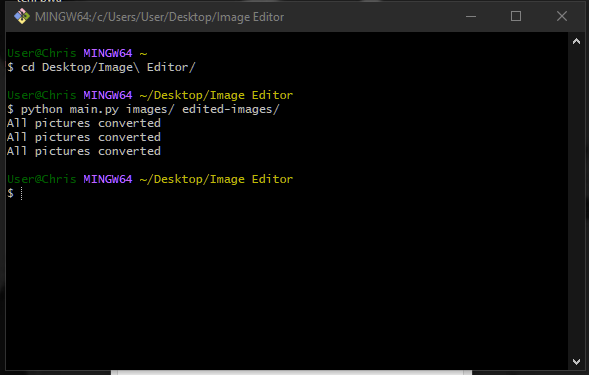 MINGW64:/c/Users/User/Desktop/Image Editor
User@Chris MINGW64 ~
$ cd Desktop/Image\ Editor/
User@Chris MINGW64 ~/Desktop/Image Editor
$ python main.py images/ edited-images/
All pictures converted
All pictures converted
All pictures converted
User@Chris MINGW64 ~/Desktop/Image Editor
$